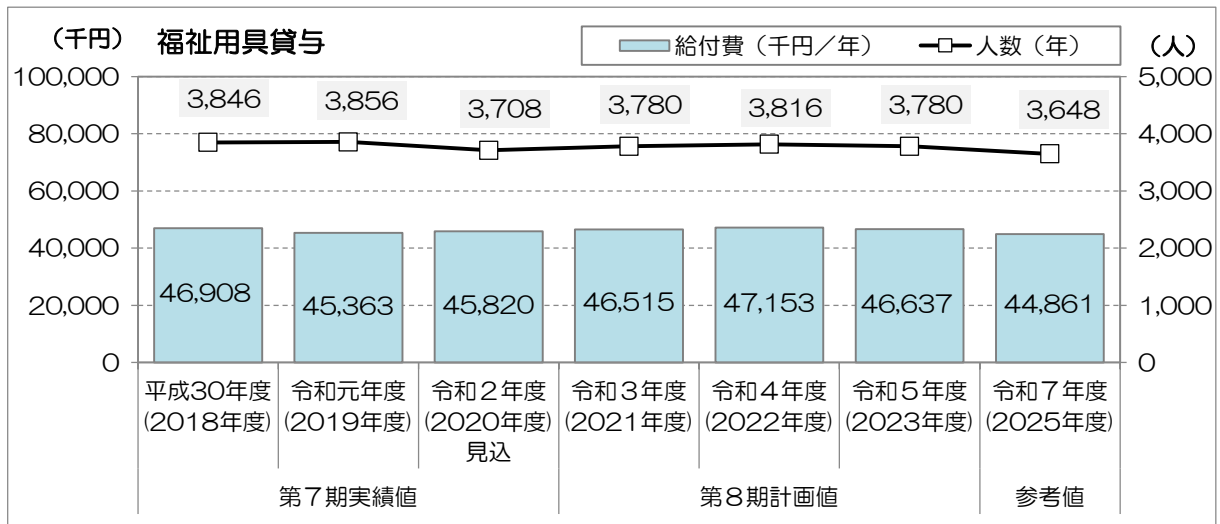 （千円） 福祉用具貸与 給付費（千円／年） 人数（年） （人）
100,000 5,000
3,846 3,856 3,708 3,780 3,816 3,780 3,648
80,000 4,000
60,000 3,000
40,000 2,000
46,908 45,363 45,820 46,515 47,153 46,637 44,861
20,000 1,000
0 0
平成30年度 令和元年度 令和２年度 令和３年度 令和４年度 令和５年度 令和７年度
(2018年度) (2019年度) (2020年度) (2021年度) (2022年度) (2023年度) (2025年度)
見込
第７期実績値 第８期計画値 参考値